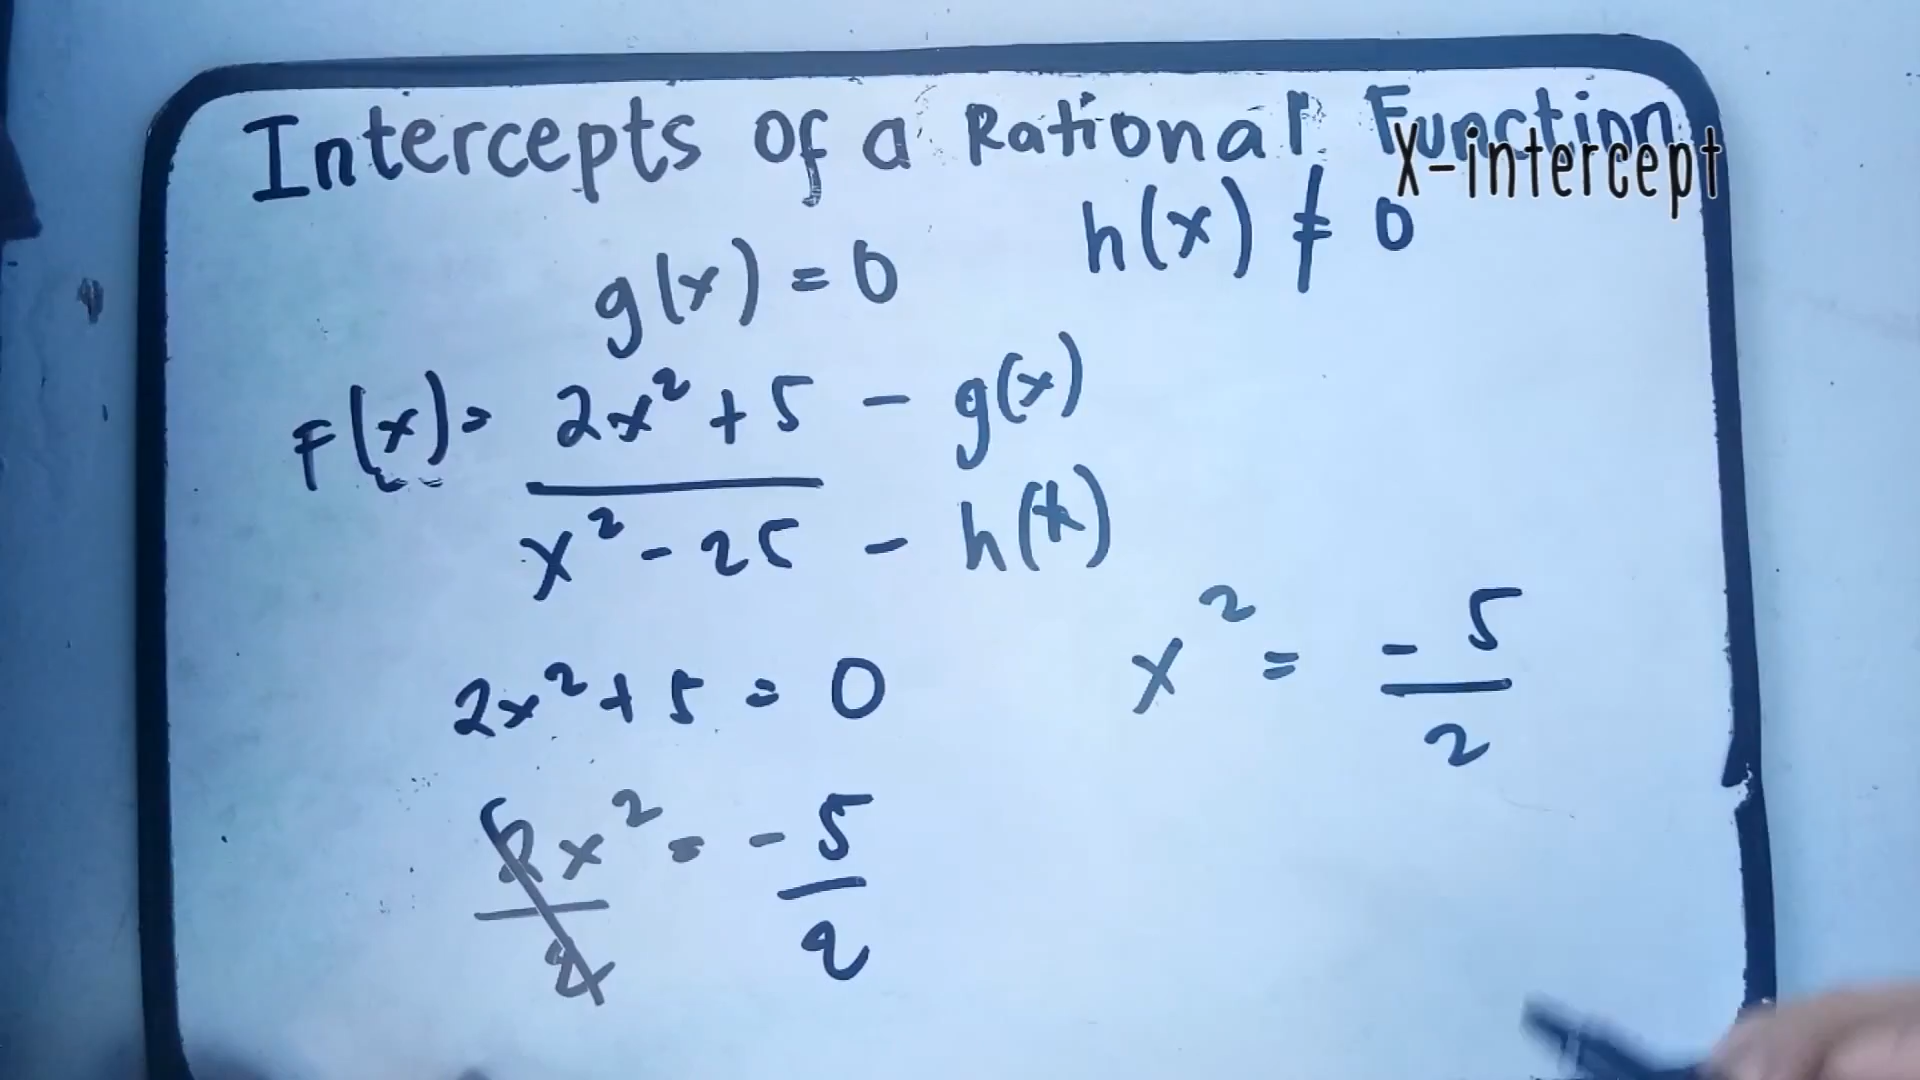 Intercepts of a Rational Function
X-intercept
g(x) = 0
h(x) ≠ 0
F(x) = 2x² + 5 - g(x)
x² - 25 - h(x)
2x² + 5 = 0
x² = - 5
2
2x² = - 5
2 2